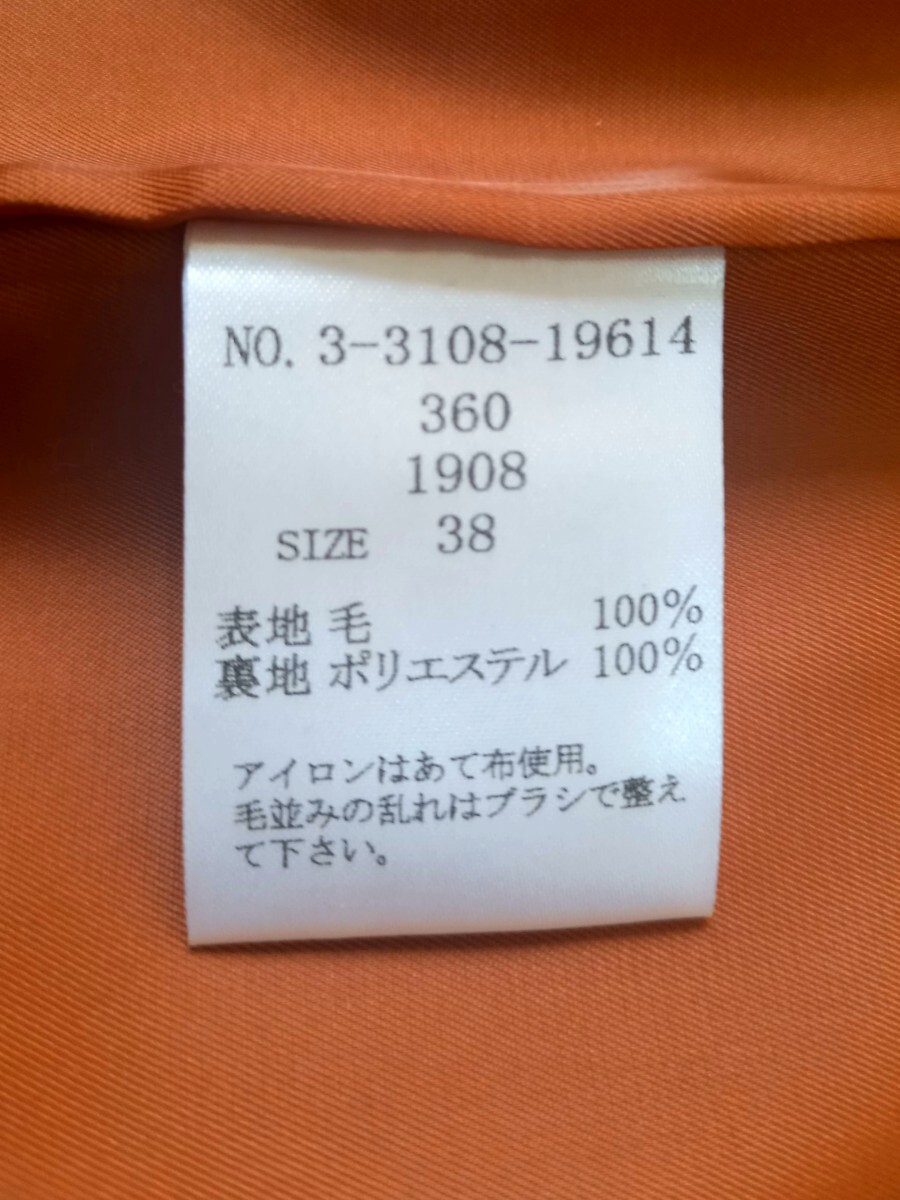 NO. 3-3108-19614
360
1908
SIZE 38
表地 毛 100%
裏地 ポリエステル 100%
アイロンはあて布使用。
毛並みの乱れはブラシで整え
て下さい。